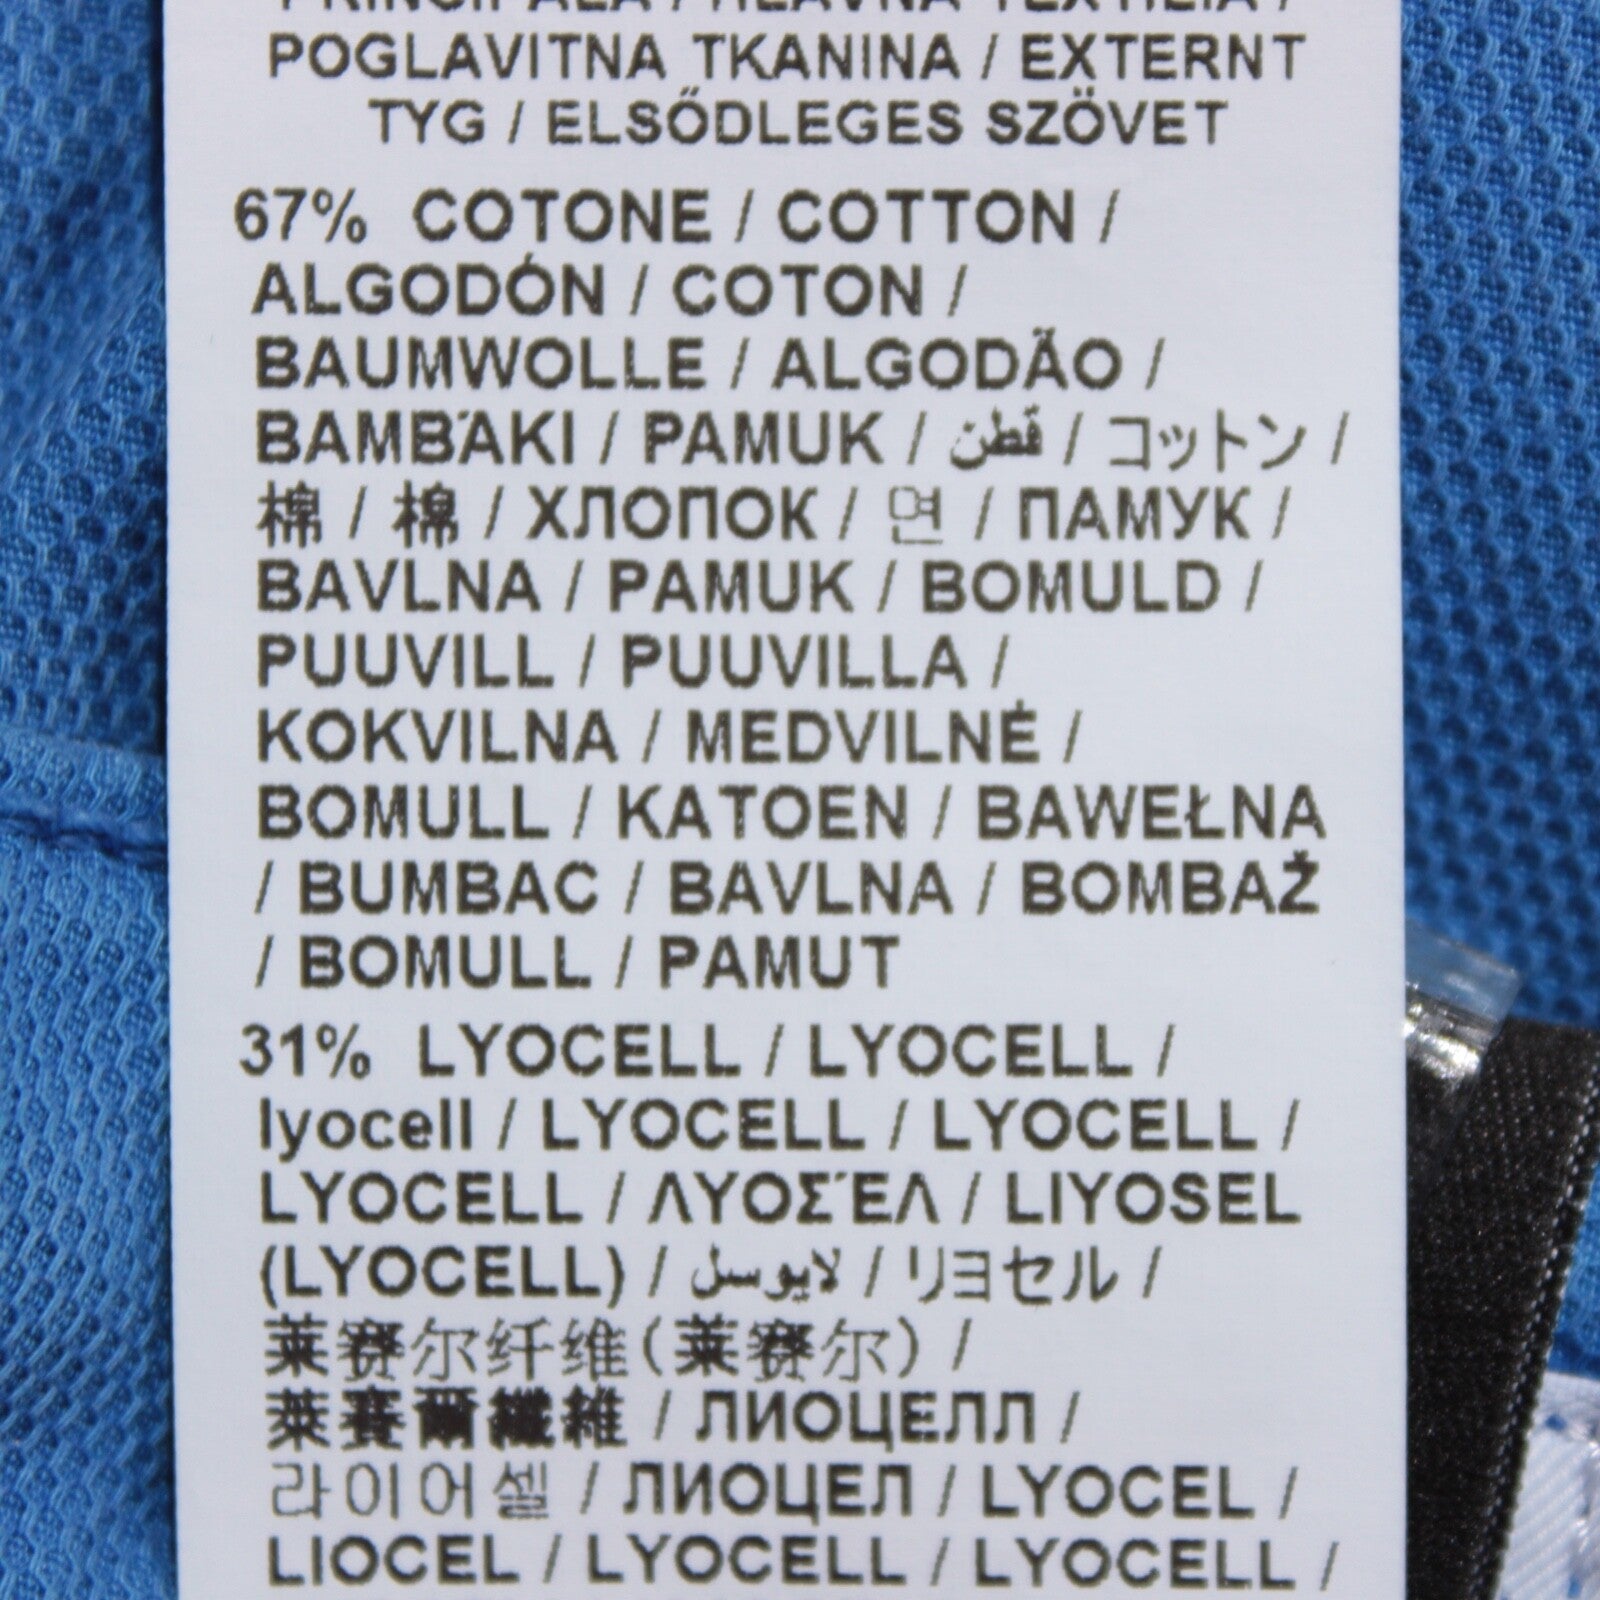 PRINCIPALĂ / HLAVNÁ TEXTÍLIA /
POGLAVITNA TKANINA / EXTERNT
TYG / ELSŐDLEGES SZÖVET
67% COTONE / COTTON /
ALGODÓN / COTON /
BAUMWOLLE / ALGODÃO /
ΒΑΜΒΆΚΙ / PAMUK / قطن / コットン /
棉 / 棉 / ХЛОПОК / 면 / ПАМУК /
BAVLNA / PAMUK / BOMULD /
PUUVILL / PUUVILLA /
KOKVILNA / MEDVILNĖ /
BOMULL / KATOEN / BAWEŁNA
/ BUMBAC / BAVLNA / BOMBAŽ
/ BOMULL / PAMUT
31% LYOCELL / LYOCELL /
lyocell / LYOCELL / LYOCELL /
LYOCELL / ΛΥΟΣΈΛ / LIYOSEL
(LYOCELL) / لايوسل / リヨセル /
莱赛尔纤维(莱赛尔) /
萊賽爾纖維 / ЛИОЦЕЛЛ /
라이어셀 / ЛИОЦЕЛ / LYOCEL /
LIOCEL / LYOCELL / LYOCELL /